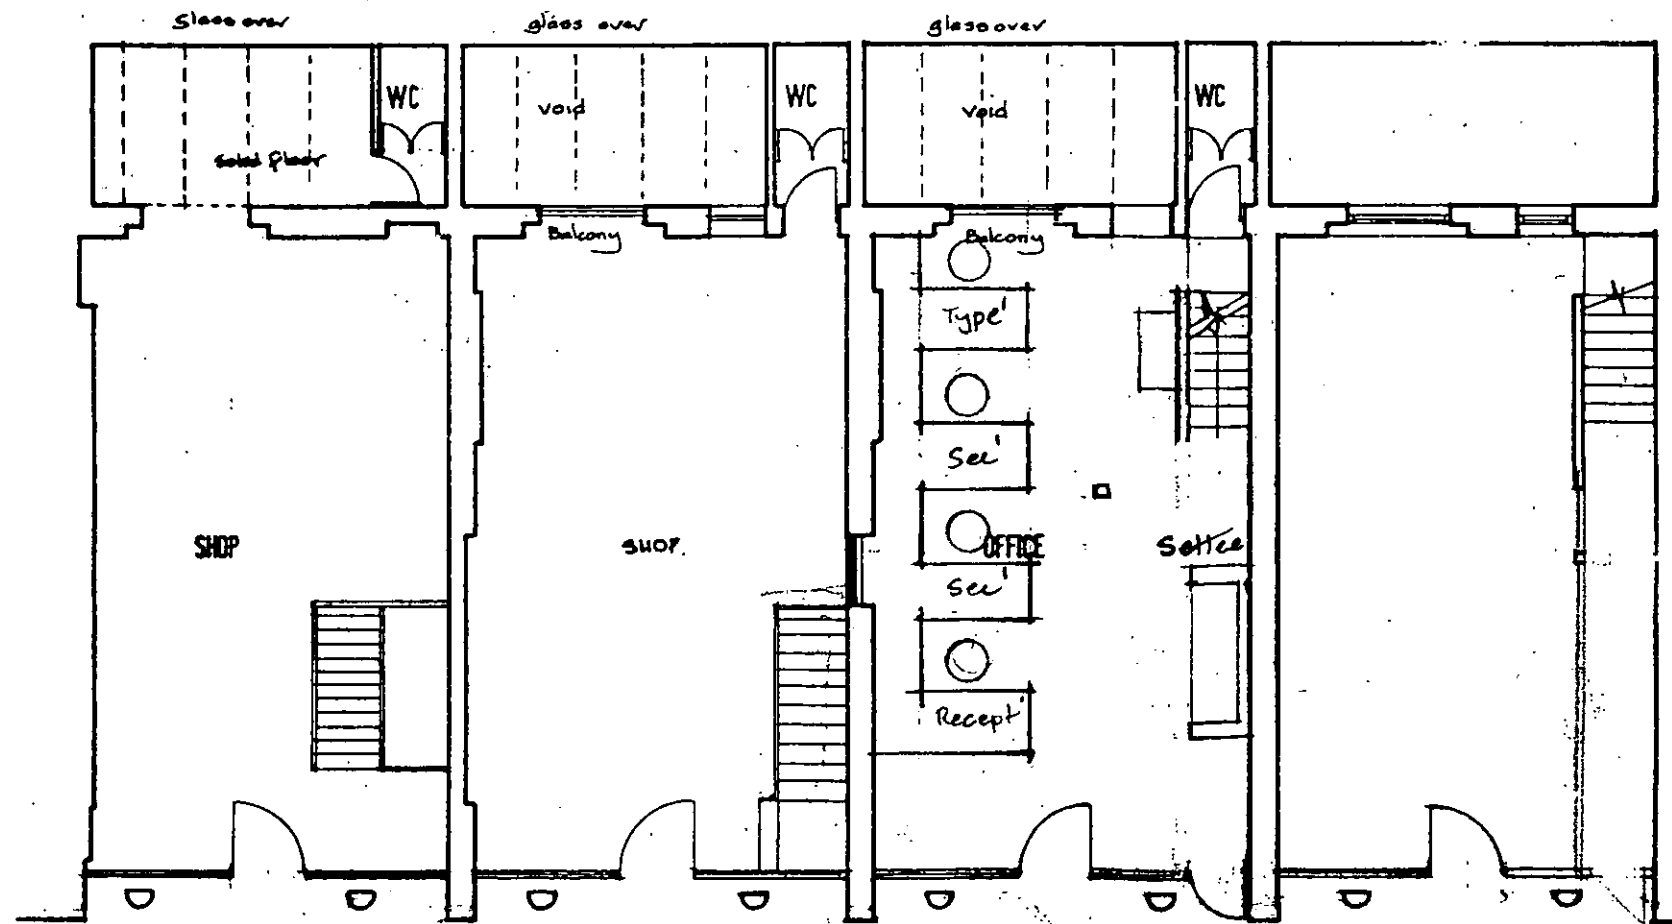 glass over
glass over
glass over
WC
WC
WC
void
void
solid floor
Balcony
Balcony
Type'
Sec'
SHOP
SHOP
OFFICE
Settee
Sec'
Recept'